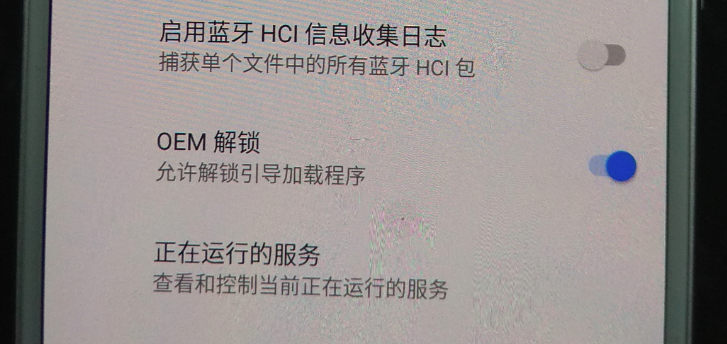 启用蓝牙 HCI 信息收集日志
捕获单个文件中的所有蓝牙 HCI 包
OEM 解锁
允许解锁引导加载程序
正在运行的服务
查看和控制当前正在运行的服务